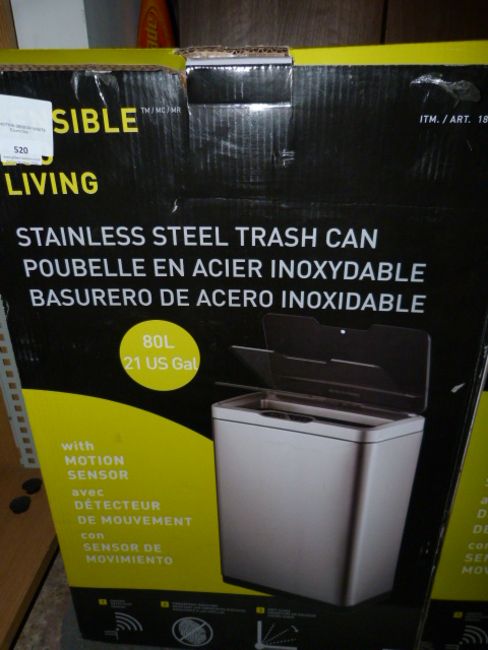 SIBLE TM/MC/MR
ITM. / ART. 18
520
LIVING
STAINLESS STEEL TRASH CAN
POUBELLE EN ACIER INOXYDABLE
BASURERO DE ACERO INOXIDABLE
80L
21 US Gal
with
MOTION
SENSOR
avec
DÉTECTEUR
DE MOUVEMENT
con
SENSOR DE
MOVIMIENTO